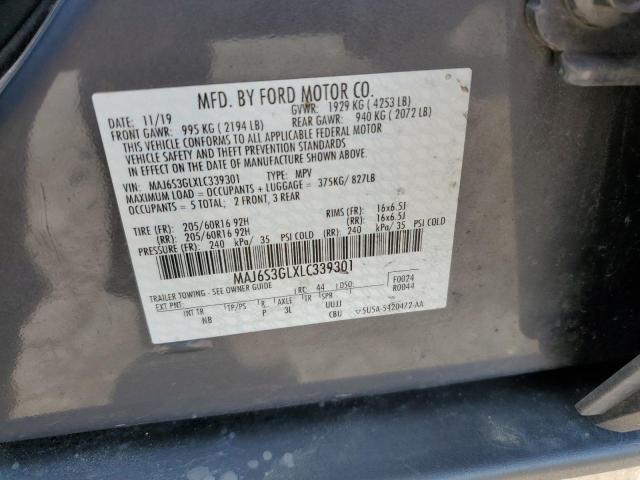 MFD. BY FORD MOTOR CO.
DATE: 11/19 GVWR: 1929 KG ( 4253 LB)
FRONT GAWR: 995 KG ( 2194 LB) REAR GAWR: 940 KG ( 2072 LB)
THIS VEHICLE CONFORMS TO ALL APPLICABLE FEDERAL MOTOR
VEHICLE SAFETY AND THEFT PREVENTION STANDARDS
IN EFFECT ON THE DATE OF MANUFACTURE SHOWN ABOVE.
VIN: MAJ6S3GLXLC339301 TYPE: MPV
MAXIMUM LOAD = OCCUPANTS + LUGGAGE = 375KG/ 827LB
OCCUPANTS = 5 TOTAL; 2 FRONT, 3 REAR
TIRE (FR): 205/60R16 92H RIMS (FR): 16x6.5J
(RR): 205/60R16 92H (RR): 16x6.5J
PRESSURE (FR): 240 kPa/ 35 PSI COLD (RR): 240 kPa/ 35 PSI COLD
MAJ6S3GLXLC339301
TRAILER TOWING - SEE OWNER GUIDE RC: 44 DSO: F0024
EXT PNT: R0044
INT TR TP/PS R AXLE TR SPR UUJJ
NB P 3L CBU 5U5A-5420472-AA